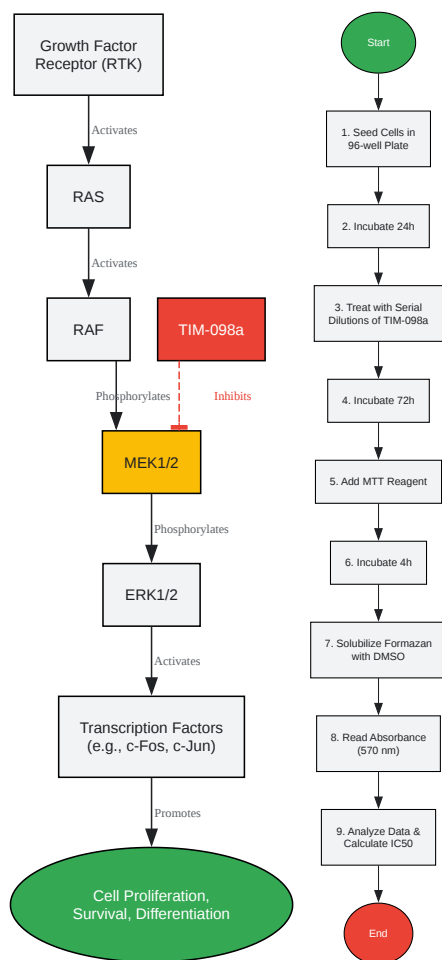 Growth Factor
Receptor (RTK)
Activates
RAS
Activates
RAF
TIM-098a
Phosphorylates
Inhibits
MEK1/2
Phosphorylates
ERK1/2
Activates
Transcription Factors
(e.g., c-Fos, c-Jun)
Promotes
Cell Proliferation,
Survival, Differentiation
Start
1. Seed Cells in
96-well Plate
2. Incubate 24h
3. Treat with Serial
Dilutions of TIM-098a
4. Incubate 72h
5. Add MTT Reagent
6. Incubate 4h
7. Solubilize Formazan
with DMSO
8. Read Absorbance
(570 nm)
9. Analyze Data &
Calculate IC50
End